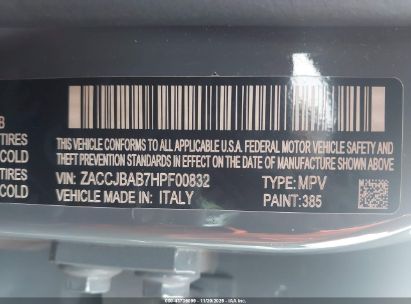 B
TIRES
COLD
TIRES
COLD
THIS VEHICLE CONFORMS TO ALL APPLICABLE U.S.A. FEDERAL MOTOR VEHICLE SAFETY AND
THEFT PREVENTION STANDARDS IN EFFECT ON THE DATE OF MANUFACTURE SHOWN ABOVE.
VIN: ZACCJBAB7HPF00832 TYPE: MPV
VEHICLE MADE IN: ITALY PAINT: 385